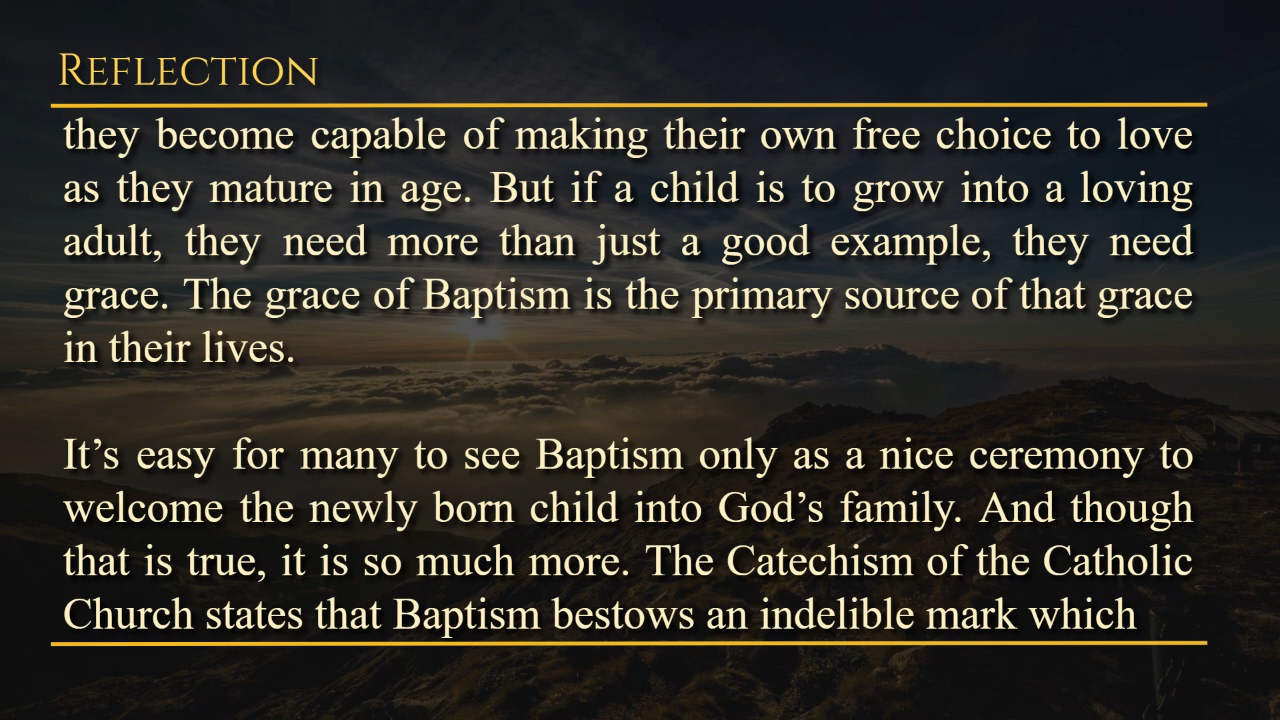 Reflection
they become capable of making their own free choice to love
as they mature in age. But if a child is to grow into a loving
adult, they need more than just a good example, they need
grace. The grace of Baptism is the primary source of that grace
in their lives.
It’s easy for many to see Baptism only as a nice ceremony to
welcome the newly born child into God’s family. And though
that is true, it is so much more. The Catechism of the Catholic
Church states that Baptism bestows an indelible mark which